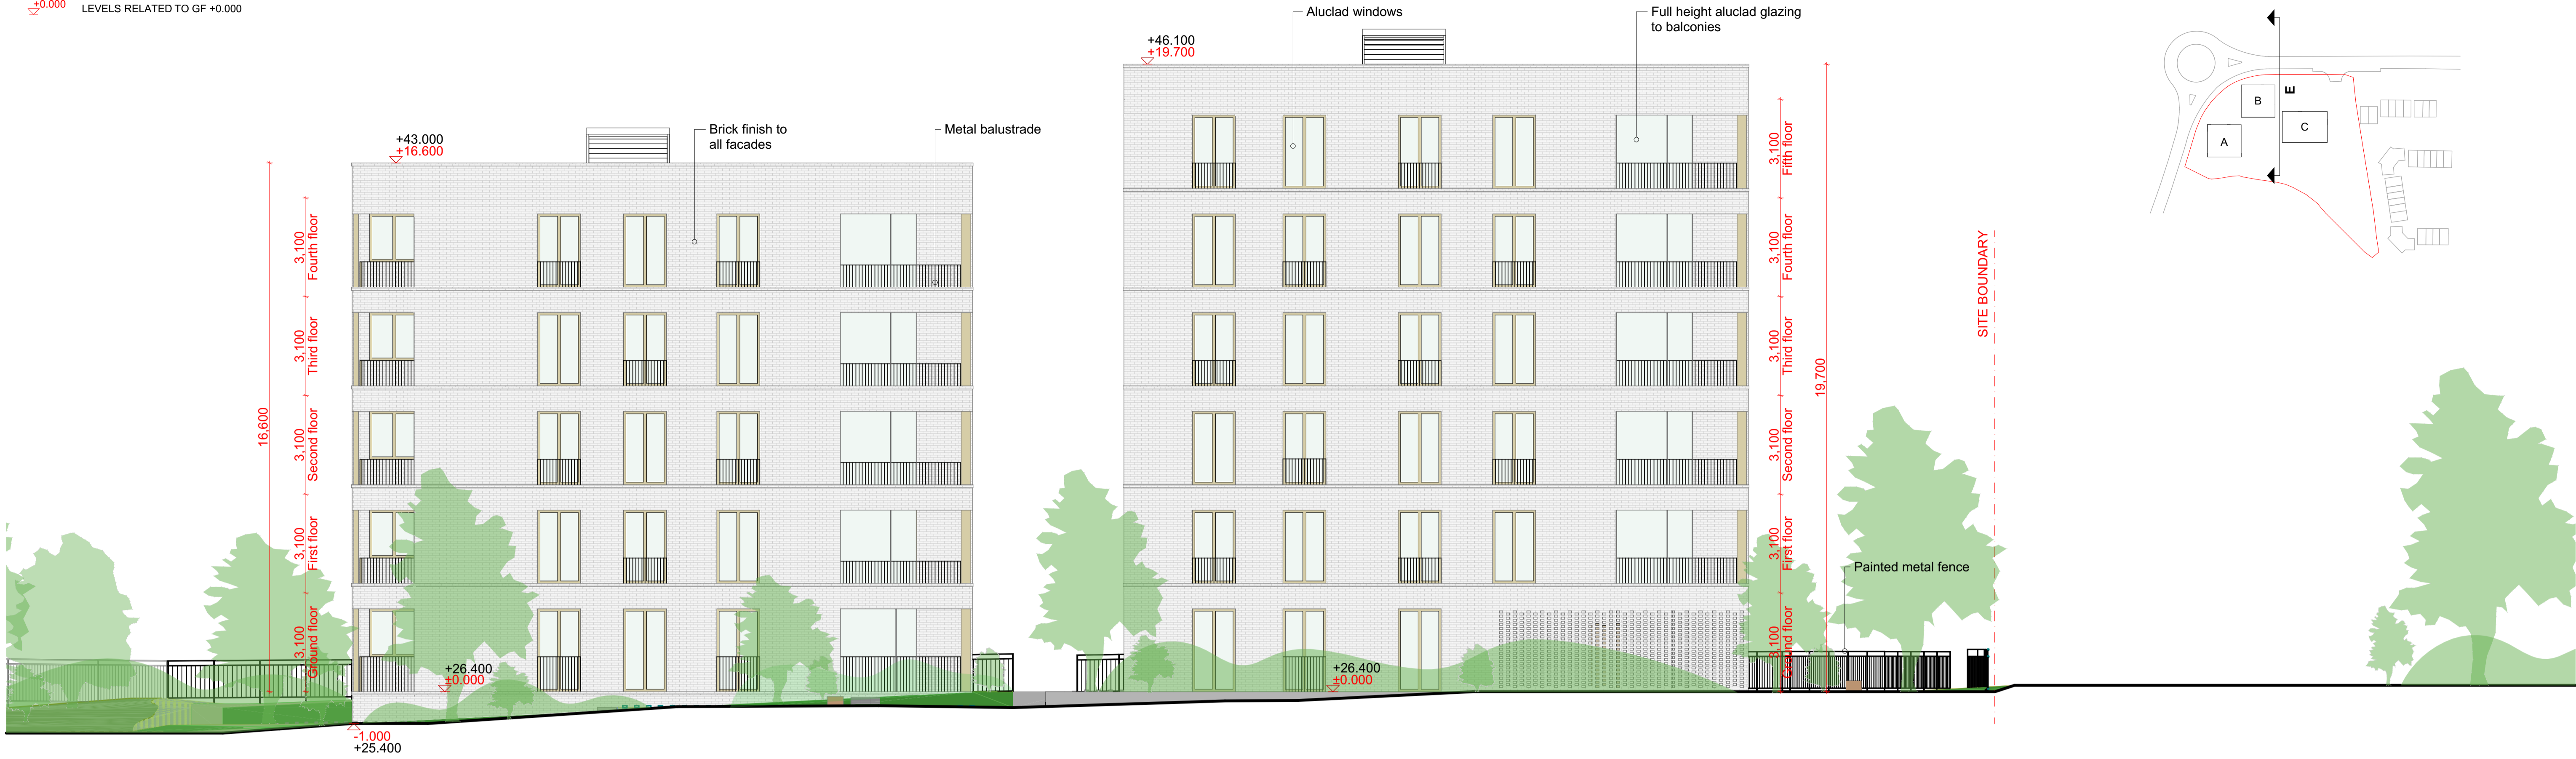 +0.000
LEVELS RELATED TO GF +0.000
Aluclad windows
Full height aluclad glazing
to balconies
+46.100
+19.700
E
B
C
A
Brick finish to
all facades
Metal balustrade
+43.000
+16.600
3,100
Fifth floor
3,100
Fourth floor
3,100
Fourth floor
SITE BOUNDARY
3,100
Third floor
3,100
Third floor
19,700
16,600
3,100
Second floor
3,100
Second floor
3,100
First floor
3,100
First floor
Painted metal fence
3,100
Ground floor
3,100
Ground floor
+26.400
±0.000
+26.400
±0.000
-1.000
+25.400